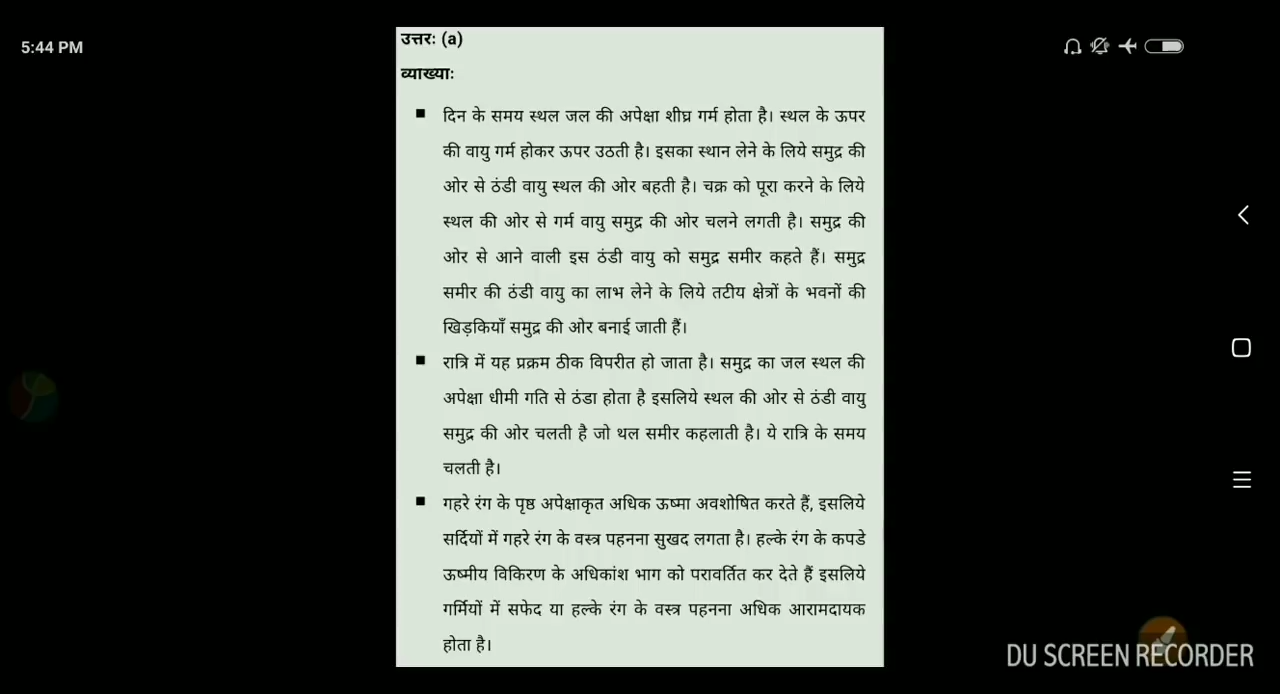 5:44 PM
उत्तरः (a)
व्याख्याः
■ दिन के समय स्थल जल की अपेक्षा शीघ्र गर्म होता है। स्थल के ऊपर
की वायु गर्म होकर ऊपर उठती है। इसका स्थान लेने के लिये समुद्र की
ओर से ठंडी वायु स्थल की ओर बहती है। चक्र को पूरा करने के लिये
स्थल की ओर से गर्म वायु समुद्र की ओर चलने लगती है। समुद्र की
ओर से आने वाली इस ठंडी वायु को समुद्र समीर कहते हैं। समुद्र
समीर की ठंडी वायु का लाभ लेने के लिये तटीय क्षेत्रों के भवनों की
खिड़कियाँ समुद्र की ओर बनाई जाती हैं।
■ रात्रि में यह प्रक्रम ठीक विपरीत हो जाता है। समुद्र का जल स्थल की
अपेक्षा धीमी गति से ठंडा होता है इसलिये स्थल की ओर से ठंडी वायु
समुद्र की ओर चलती है जो थल समीर कहलाती है। ये रात्रि के समय
चलती है।
■ गहरे रंग के पृष्ठ अपेक्षाकृत अधिक ऊष्मा अवशोषित करते हैं, इसलिये
सर्दियों में गहरे रंग के वस्त्र पहनना सुखद लगता है। हल्के रंग के कपडे
ऊष्मीय विकिरण के अधिकांश भाग को परावर्तित कर देते हैं इसलिये
गर्मियों में सफेद या हल्के रंग के वस्त्र पहनना अधिक आरामदायक
होता है।
DU SCREEN RECORDER